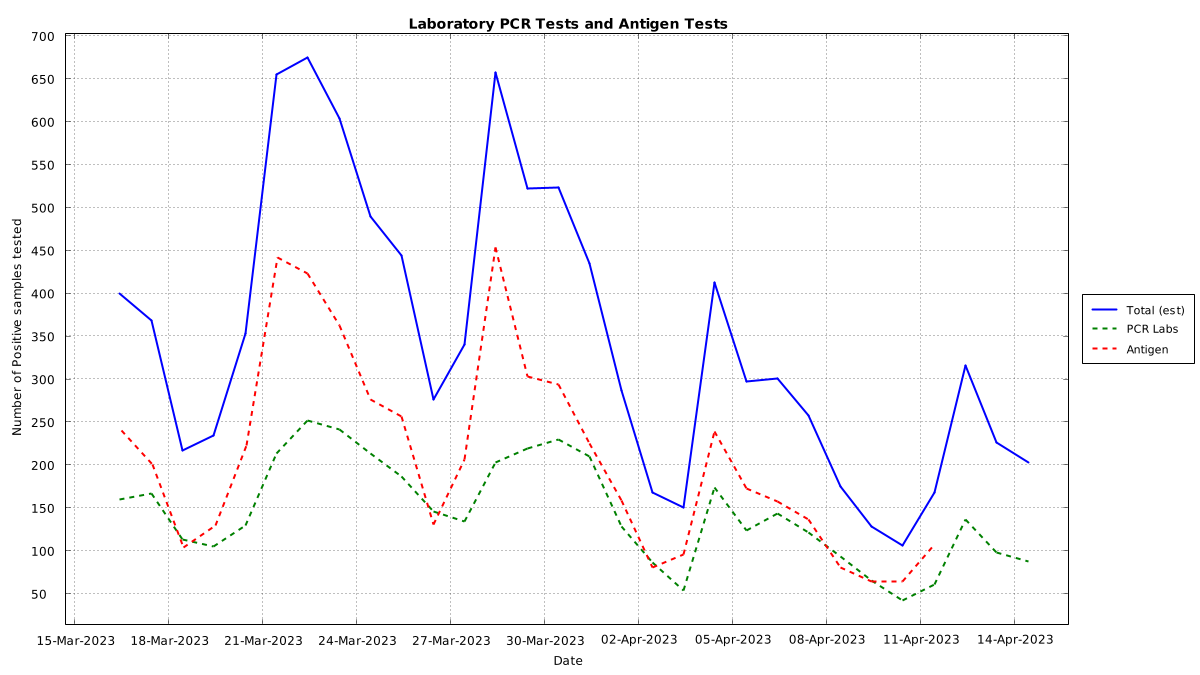 Laboratory PCR Tests and Antigen Tests
700
650
600
550
500
450
400
350
300
250
200
150
100
50
Number of Positive samples tested
15-Mar-2023 18-Mar-2023 21-Mar-2023 24-Mar-2023 27-Mar-2023 30-Mar-2023 02-Apr-2023 05-Apr-2023 08-Apr-2023 11-Apr-2023 14-Apr-2023
Date
Total (est)
PCR Labs
Antigen